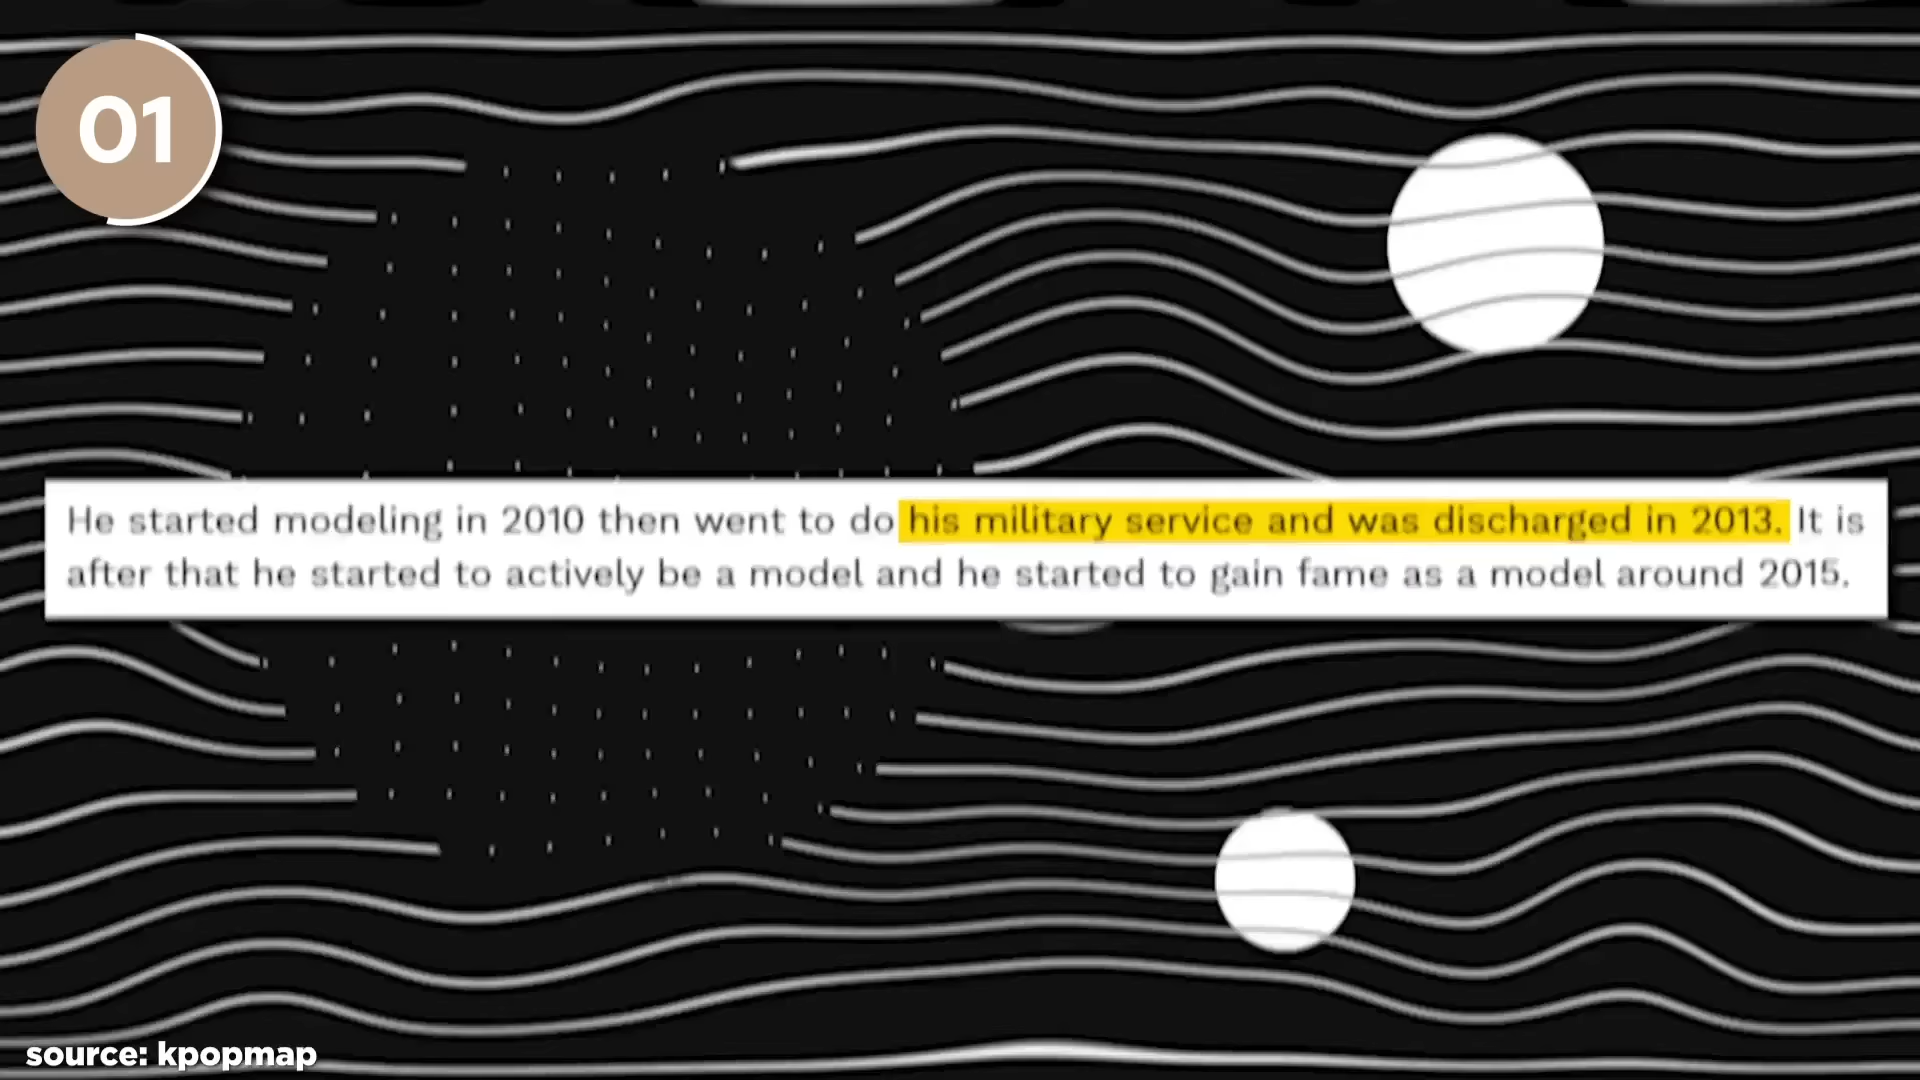 01
He started modeling in 2010 then went to do his military service and was discharged in 2013. It is
after that he started to actively be a model and he started to gain fame as a model around 2015.
source: kpopmap